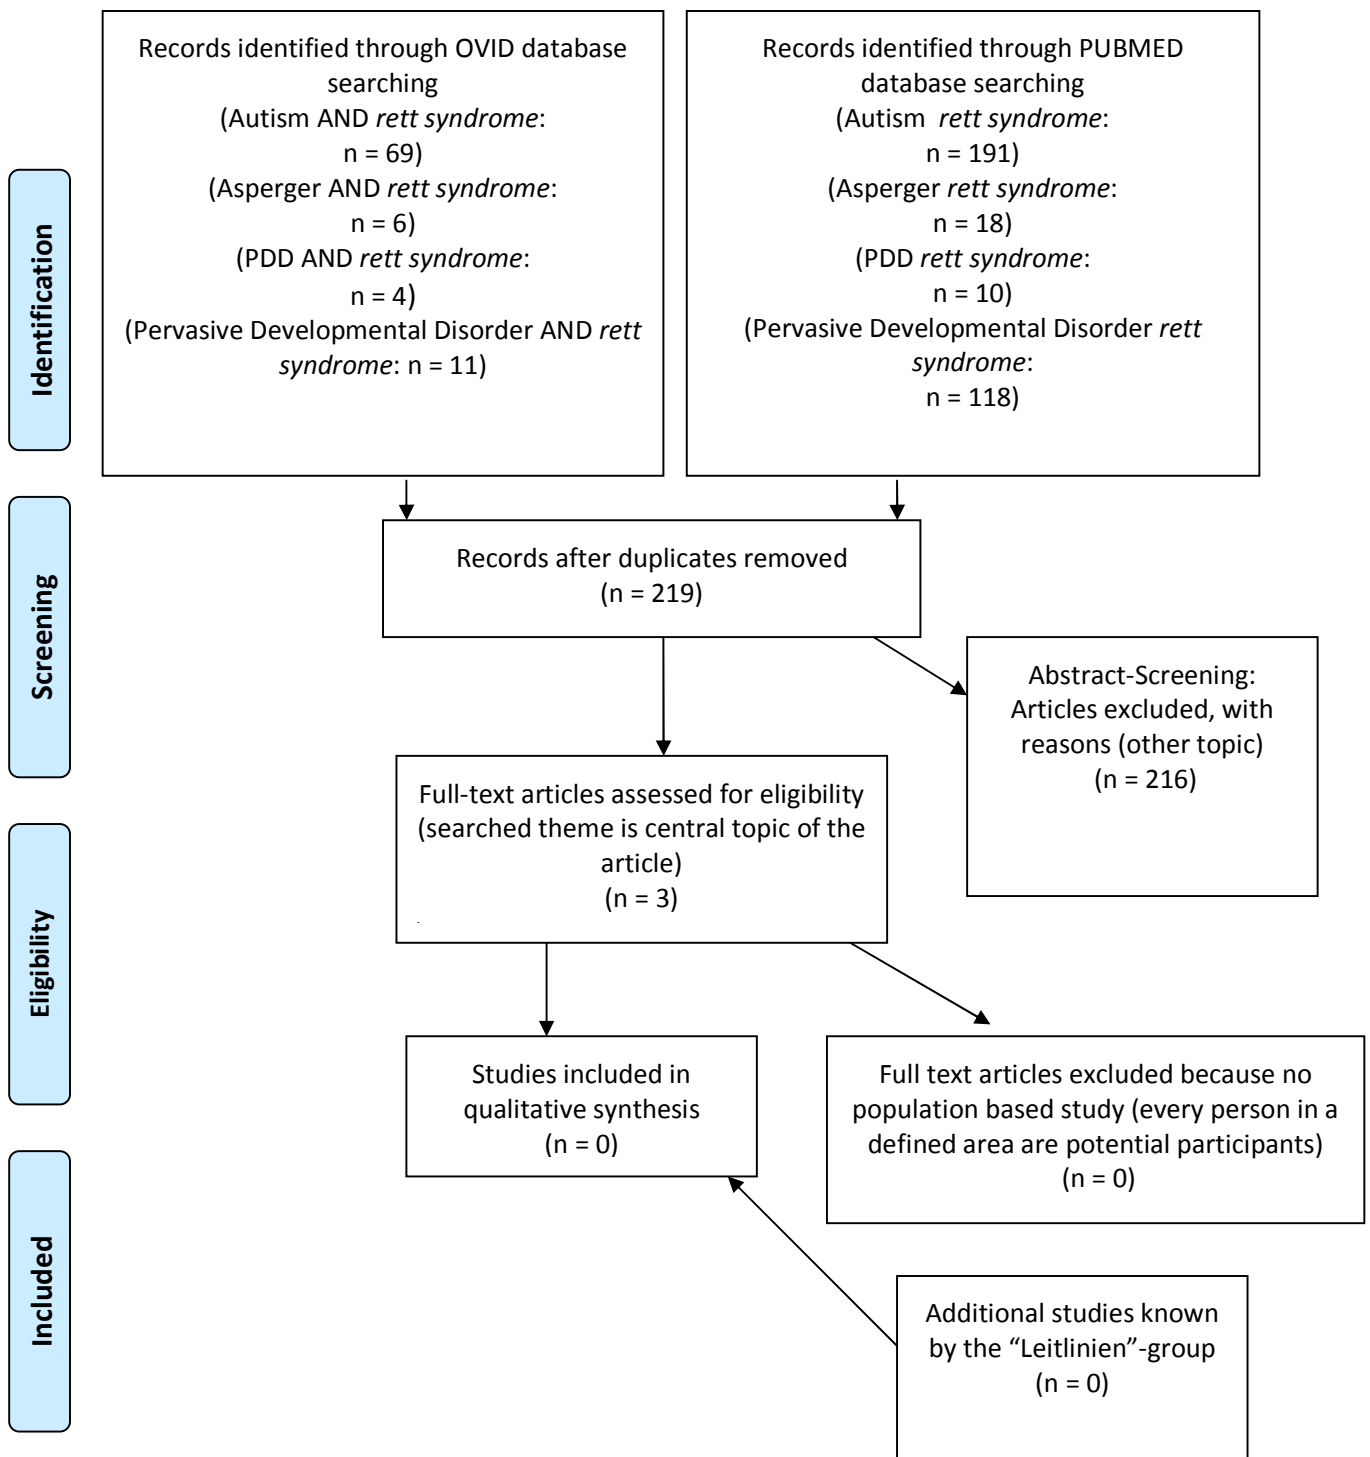 Records identified through OVID database
searching
(Autism AND rett syndrome:
n = 69)
(Asperger AND rett syndrome:
n = 6)
(PDD AND rett syndrome:
n = 4)
(Pervasive Developmental Disorder AND rett
syndrome: n = 11)
Records identified through PUBMED
database searching
(Autism rett syndrome:
n = 191)
(Asperger rett syndrome:
n = 18)
(PDD rett syndrome:
n = 10)
(Pervasive Developmental Disorder rett
syndrome:
n = 118)
Identification
Records after duplicates removed
(n = 219)
Screening
Abstract-Screening:
Articles excluded, with
reasons (other topic)
(n = 216)
Full-text articles assessed for eligibility
(searched theme is central topic of the
article)
(n = 3)
Eligibility
Studies included in
qualitative synthesis
(n = 0)
Full text articles excluded because no
population based study (every person in a
defined area are potential participants)
(n = 0)
Included
Additional studies known
by the “Leitlinien”-group
(n = 0)